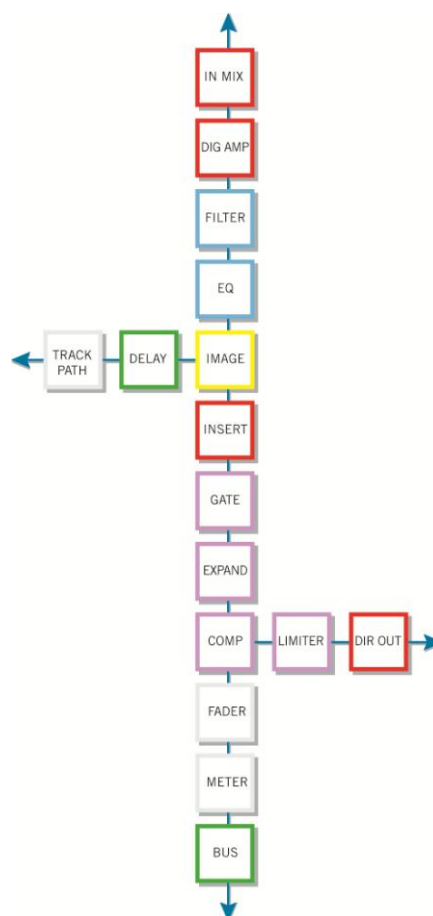 IN MIX
DIG AMP
FILTER
EQ
TRACK
PATH
DELAY
IMAGE
INSERT
GATE
EXPAND
COMP
LIMITER
DIR OUT
FADER
METER
BUS